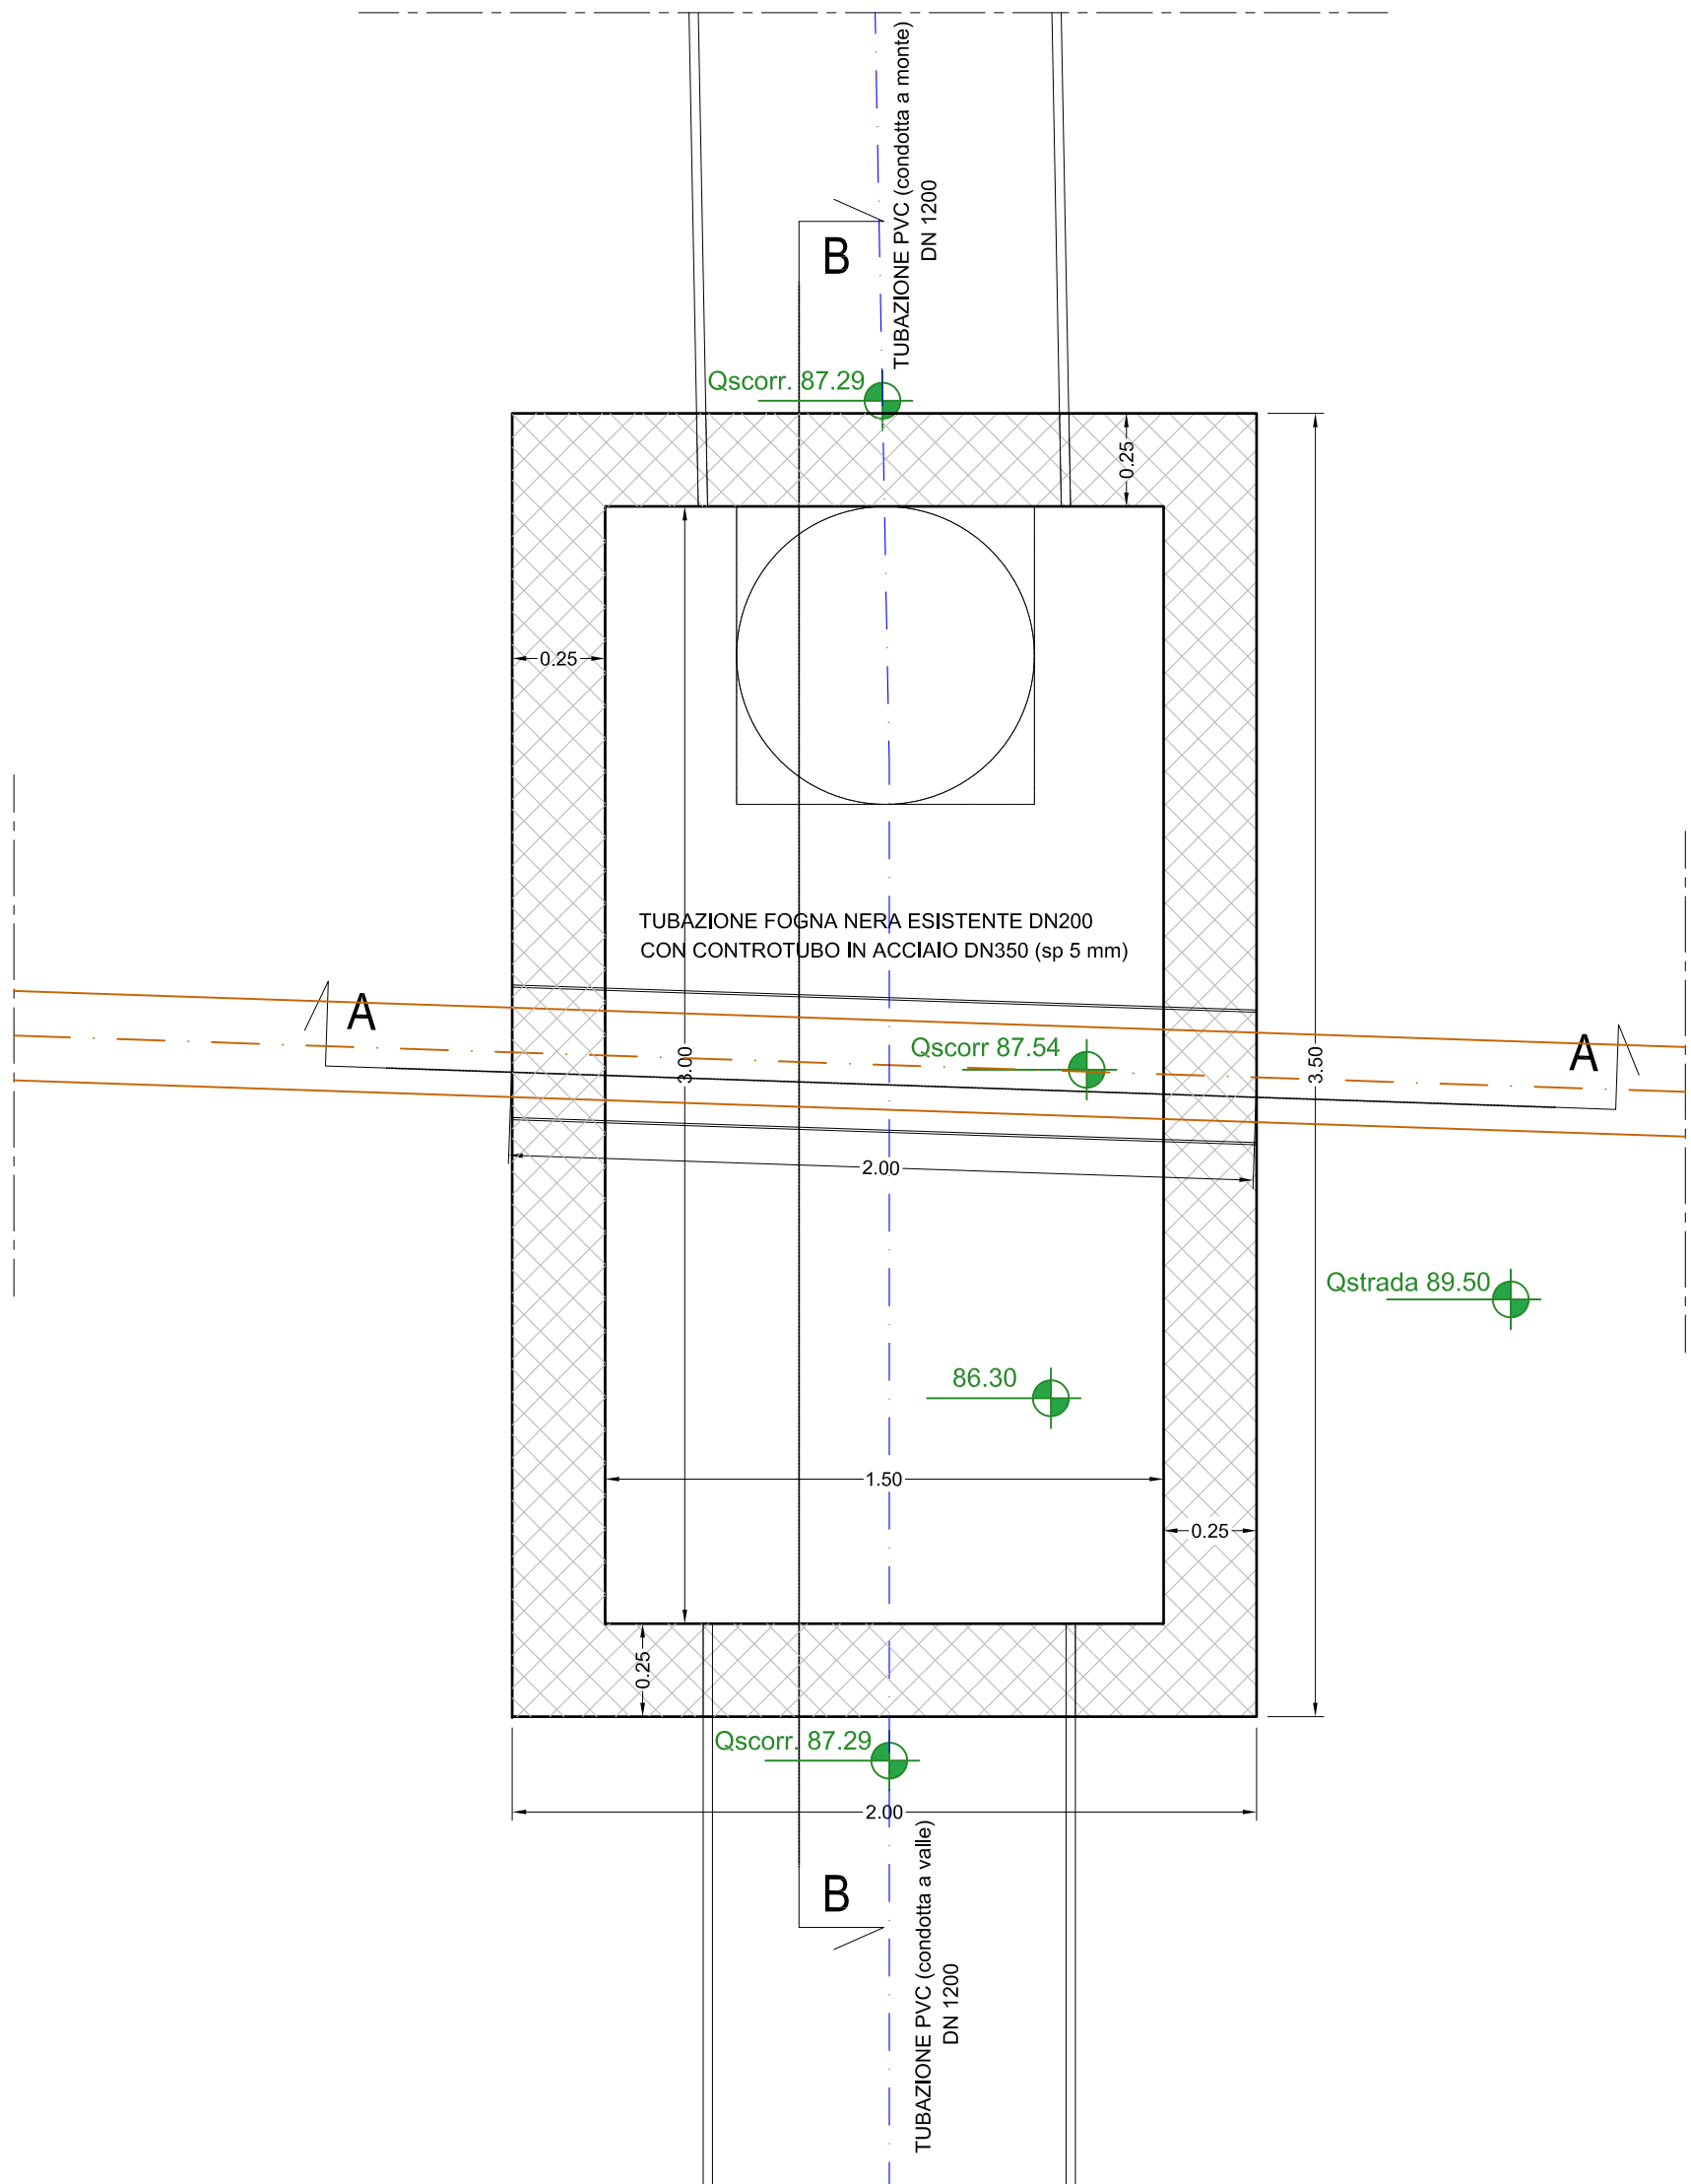 TUBAZIONE PVC (condotta a monte)
DN 1200
B
Qscorr. 87.29
0.25
0.25
TUBAZIONE FOGNA NERA ESISTENTE DN200
CON CONTROTUBO IN ACCIAIO DN350 (sp 5 mm)
A
Qscorr 87.54
A
3.00
3.50
2.00
Qstrada 89.50
86.30
1.50
0.25
0.25
Qscorr. 87.29
2.00
B
TUBAZIONE PVC (condotta a valle)
DN 1200